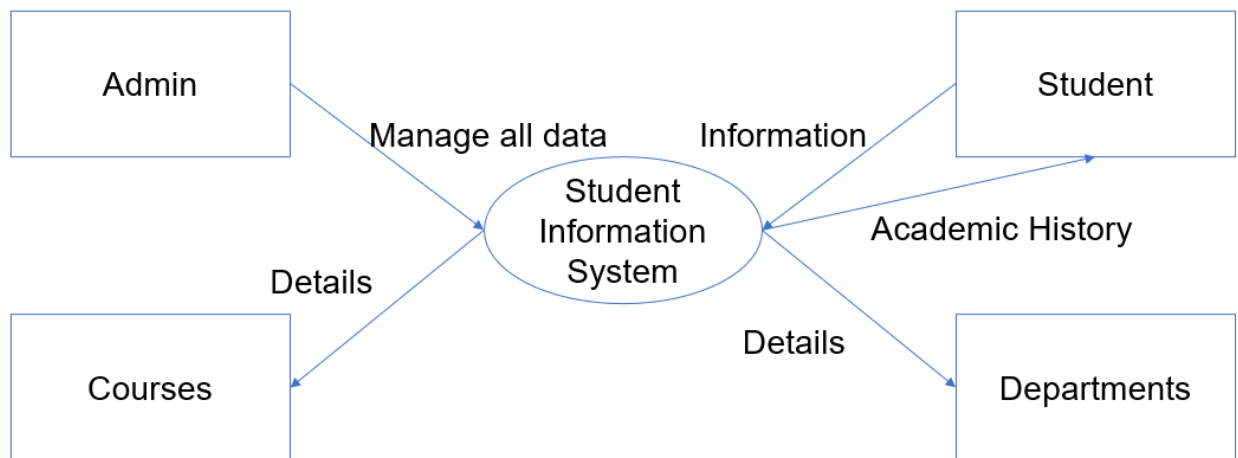 Admin
Student
Manage all data
Information
Student
Information
System
Academic History
Details
Details
Courses
Departments